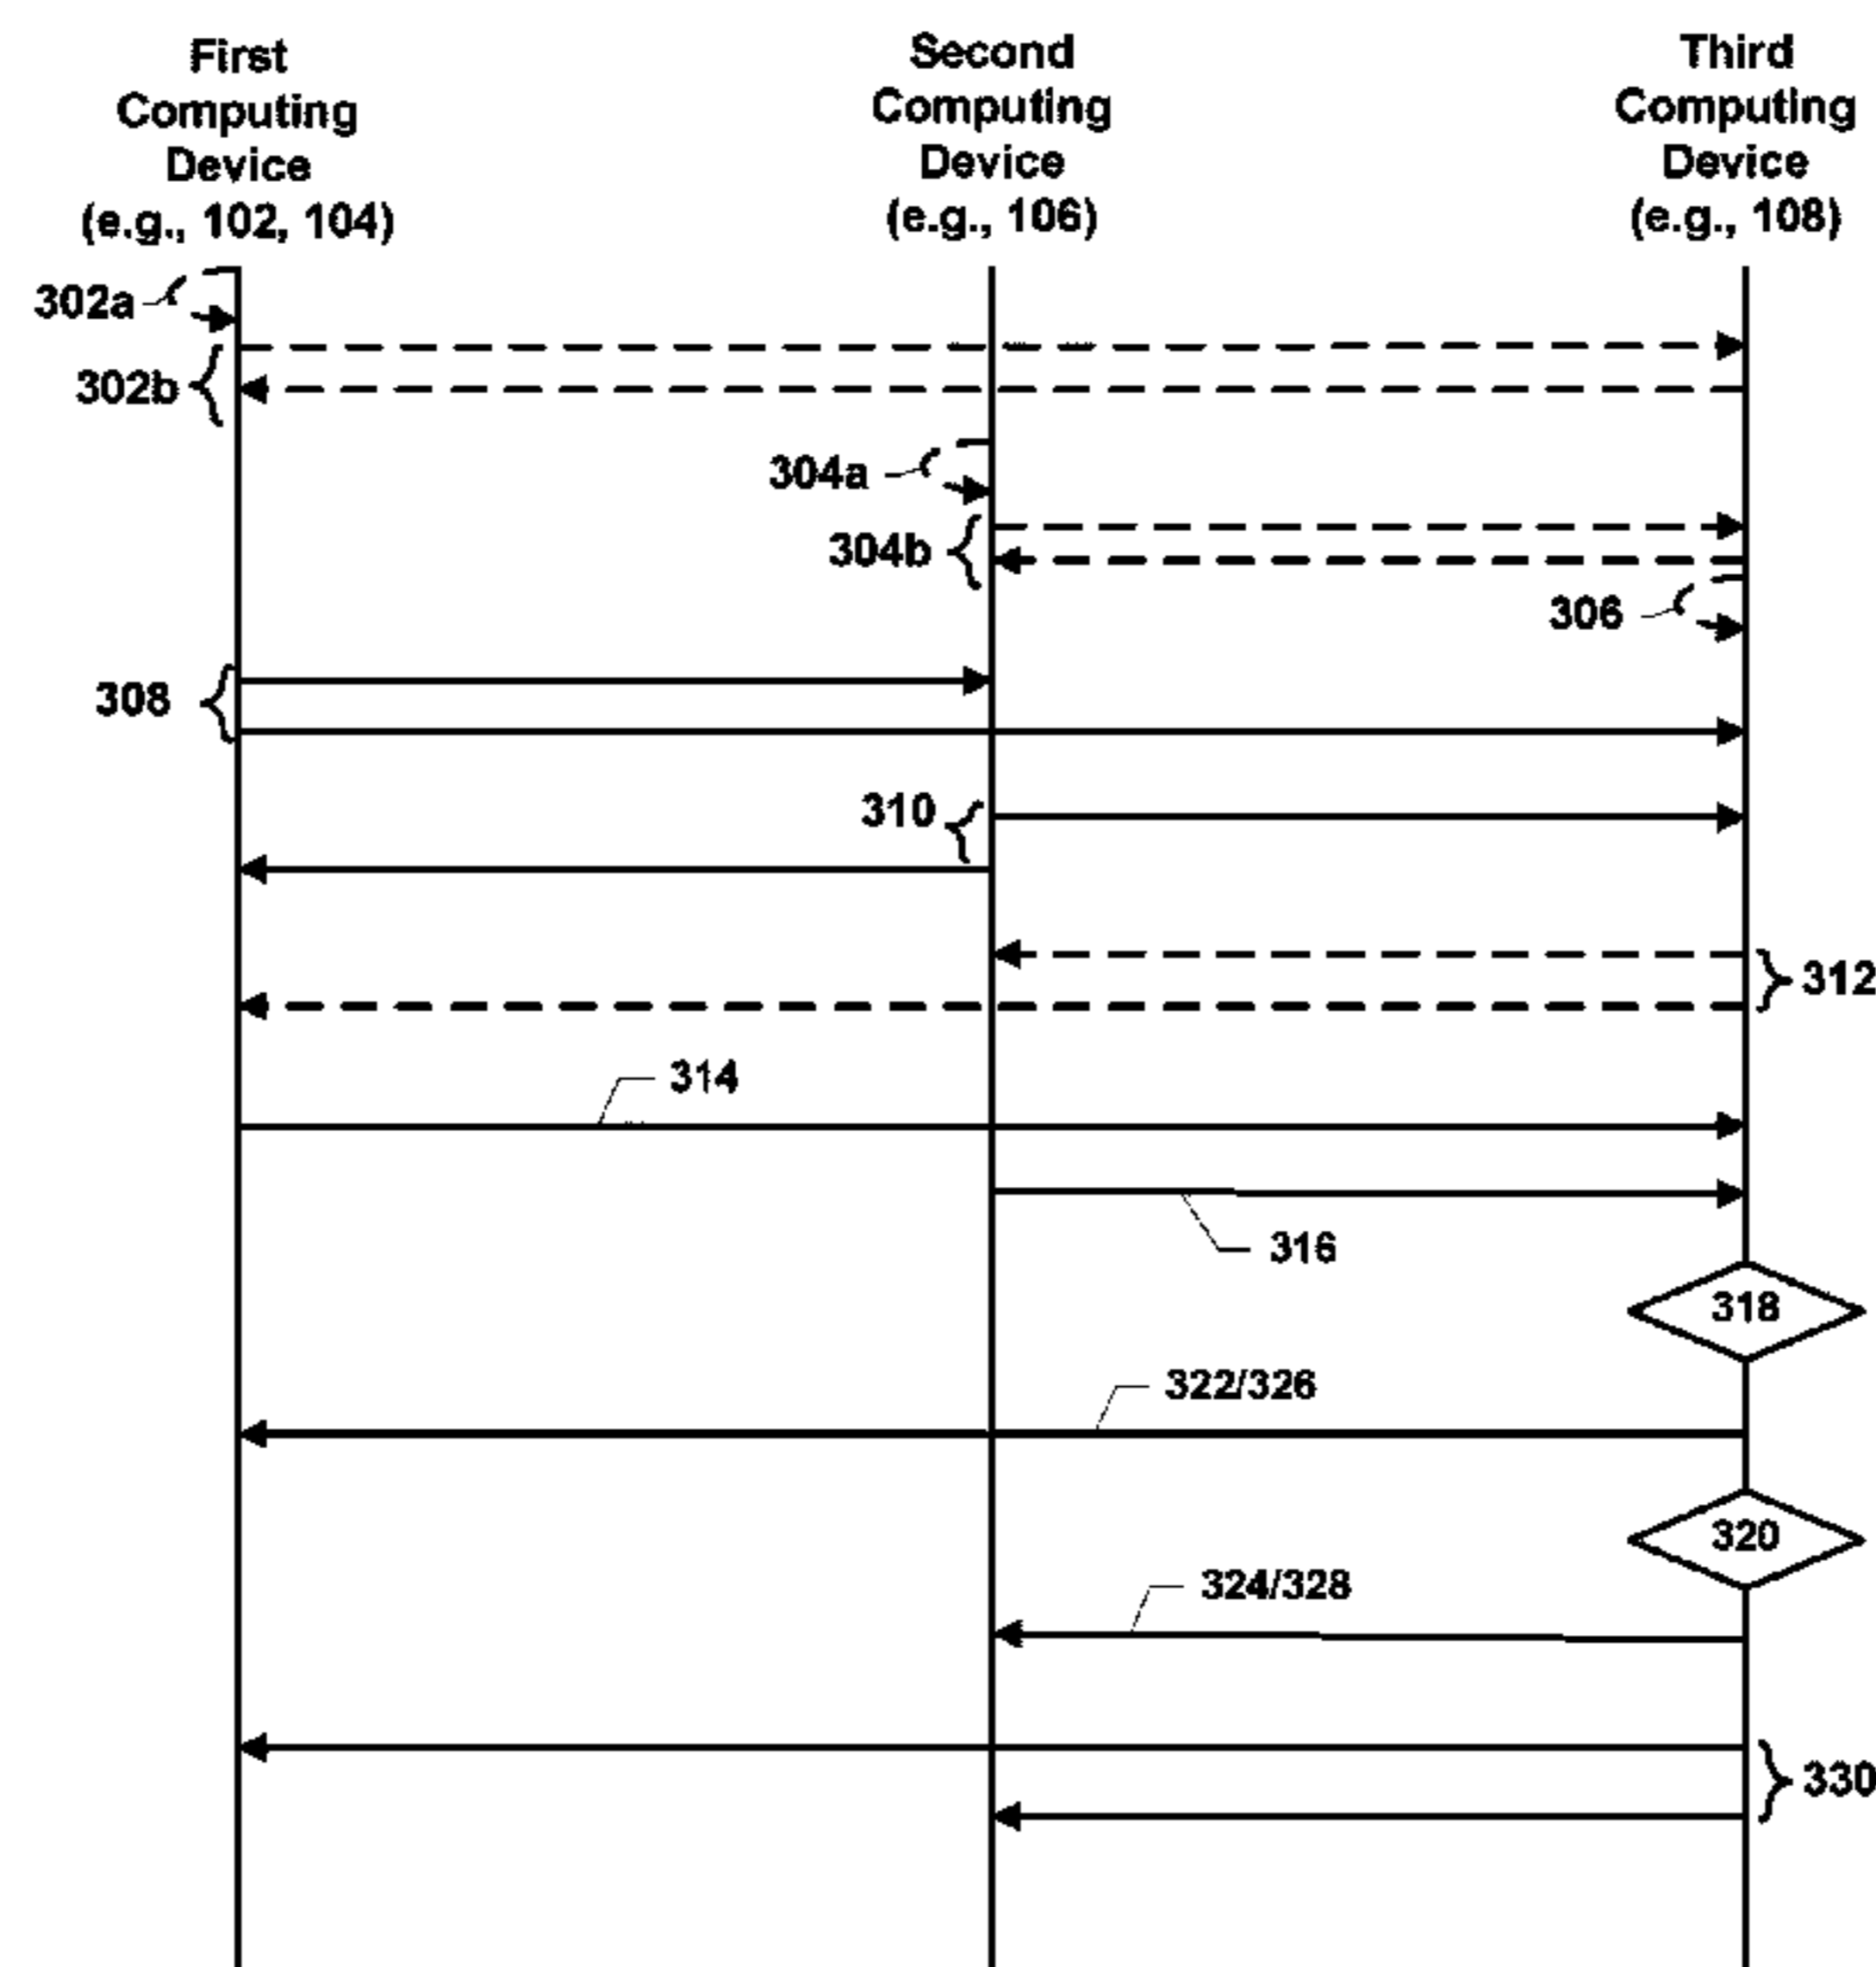 First
Computing
Device
(e.g., 102, 104)
Second
Computing
Device
(e.g., 106)
Third
Computing
Device
(e.g., 108)
302a
302b
304a
304b
306
308
310
312
314
316
318
322/326
320
324/328
330